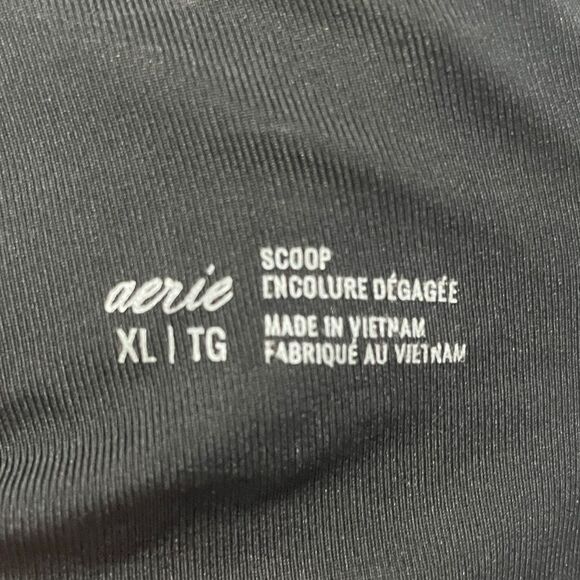 aerie
XL | TG
SCOOP
ENCOLURE DÉGAGÉE
MADE IN VIETNAM
FABRIQUÉ AU VIETNAM